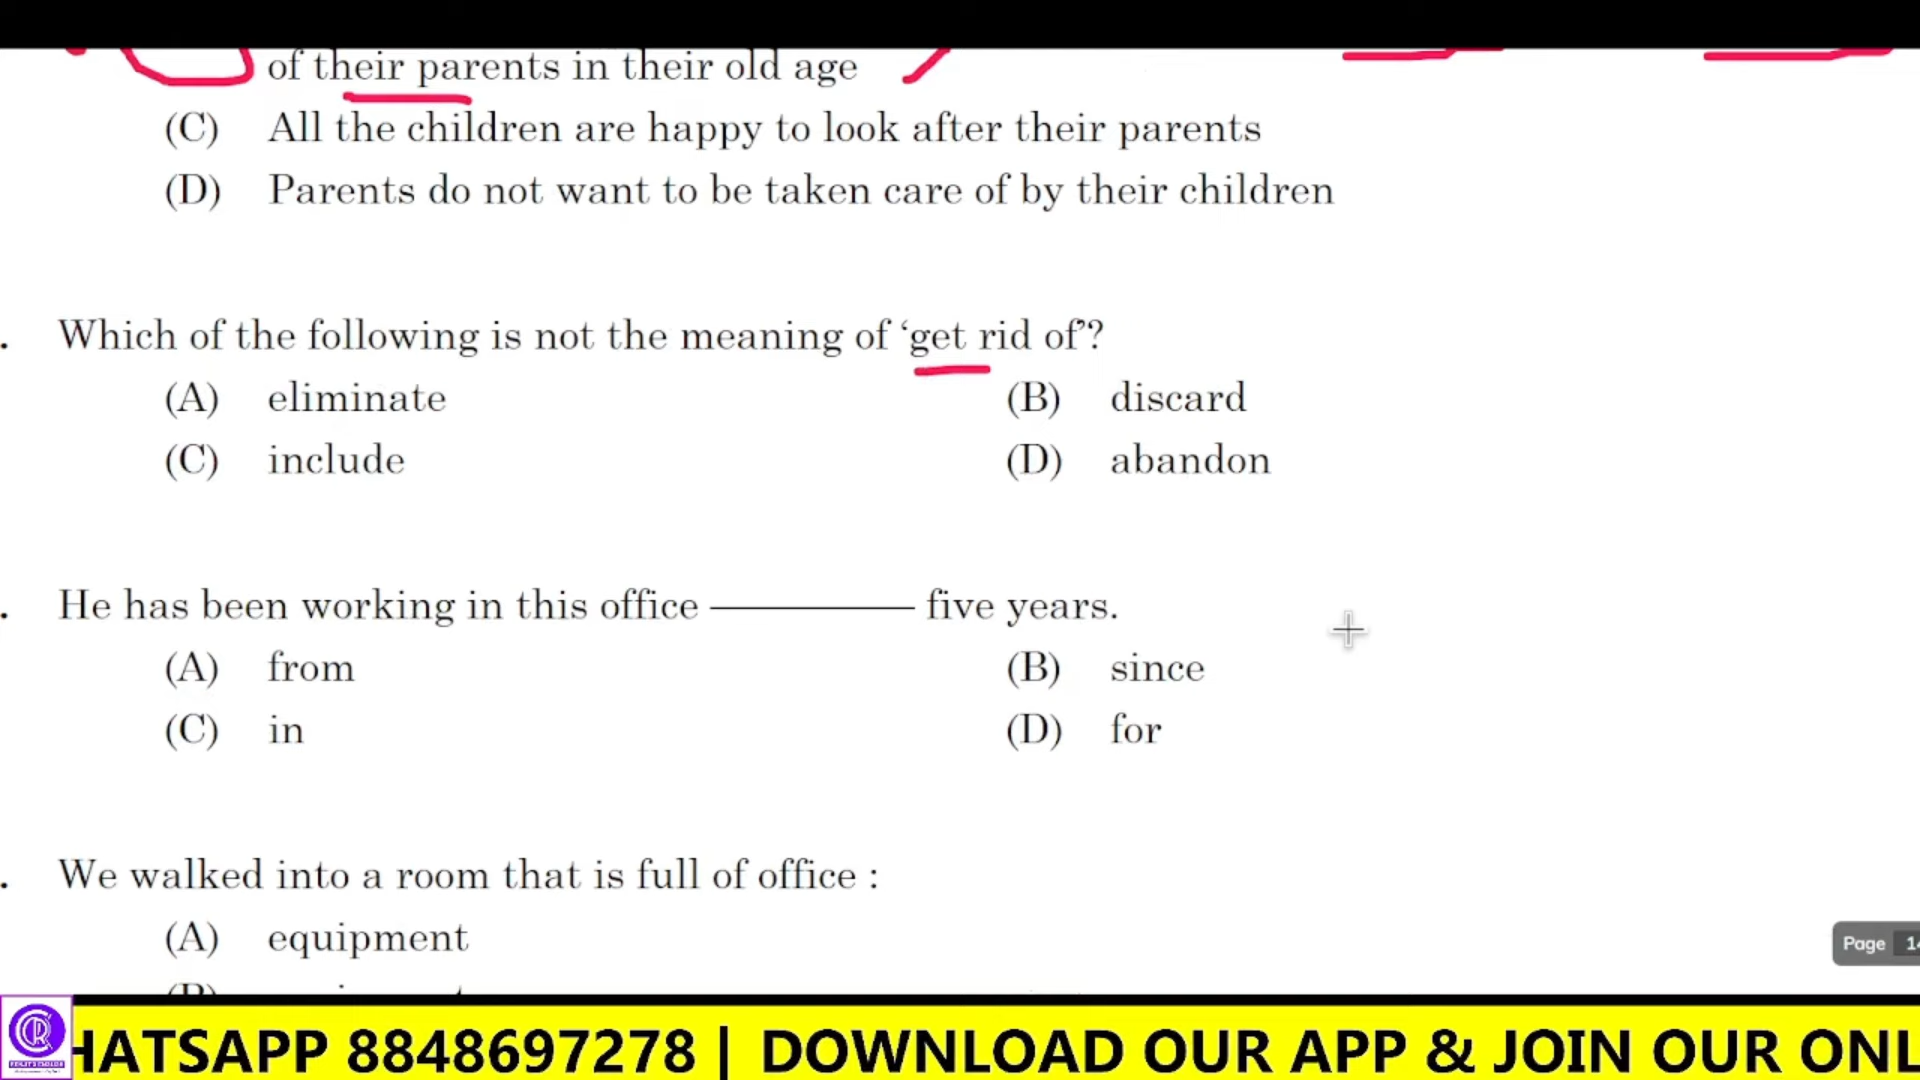 of their parents in their old age
(C) All the children are happy to look after their parents
(D) Parents do not want to be taken care of by their children
. Which of the following is not the meaning of ‘get rid of’?
(A) eliminate (B) discard
(C) include (D) abandon
. He has been working in this office ———— five years.
(A) from (B) since
(C) in (D) for
. We walked into a room that is full of office :
(A) equipment
Page 14
HATSAPP 8848697278 | DOWNLOAD OUR APP & JOIN OUR ONL